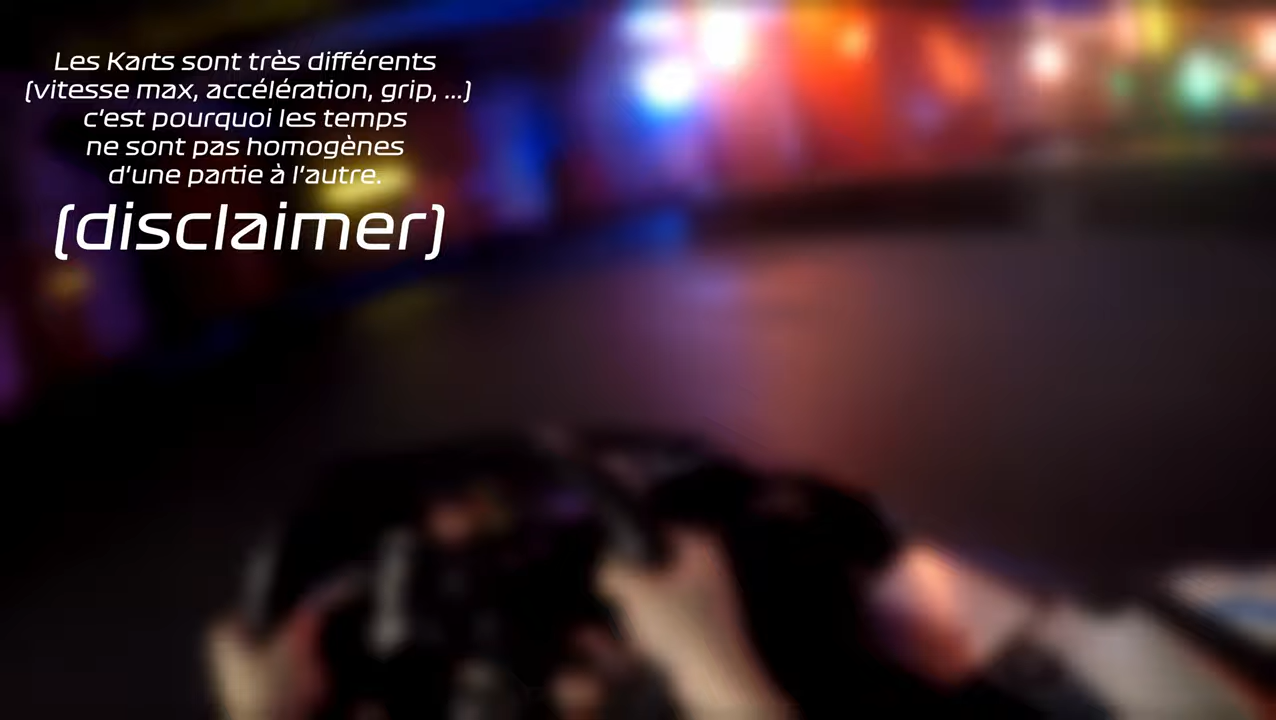 Les Karts sont très différents
(vitesse max, accélération, grip, ...)
c'est pourquoi les temps
ne sont pas homogènes
d'une partie à l'autre.
(disclaimer)